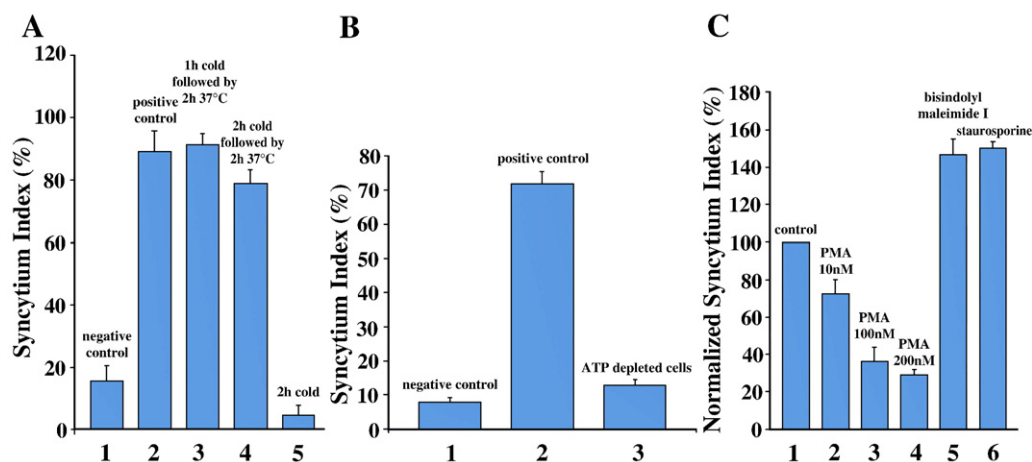 A
Syncytium Index (%)
120
100
80
60
40
20
0
negative
control
positive
control
1h cold
followed by
2h 37°C
2h cold
followed by
2h 37°C
2h cold
1 2 3 4 5
B
Syncytium Index (%)
80
70
60
50
40
30
20
10
0
negative control
positive control
ATP depleted cells
1 2 3
C
Normalized Syncytium Index (%)
180
160
140
120
100
80
60
40
20
0
control
PMA
10nM
PMA
100nM
PMA
200nM
bisindolyl
maleimide I
staurosporine
1 2 3 4 5 6